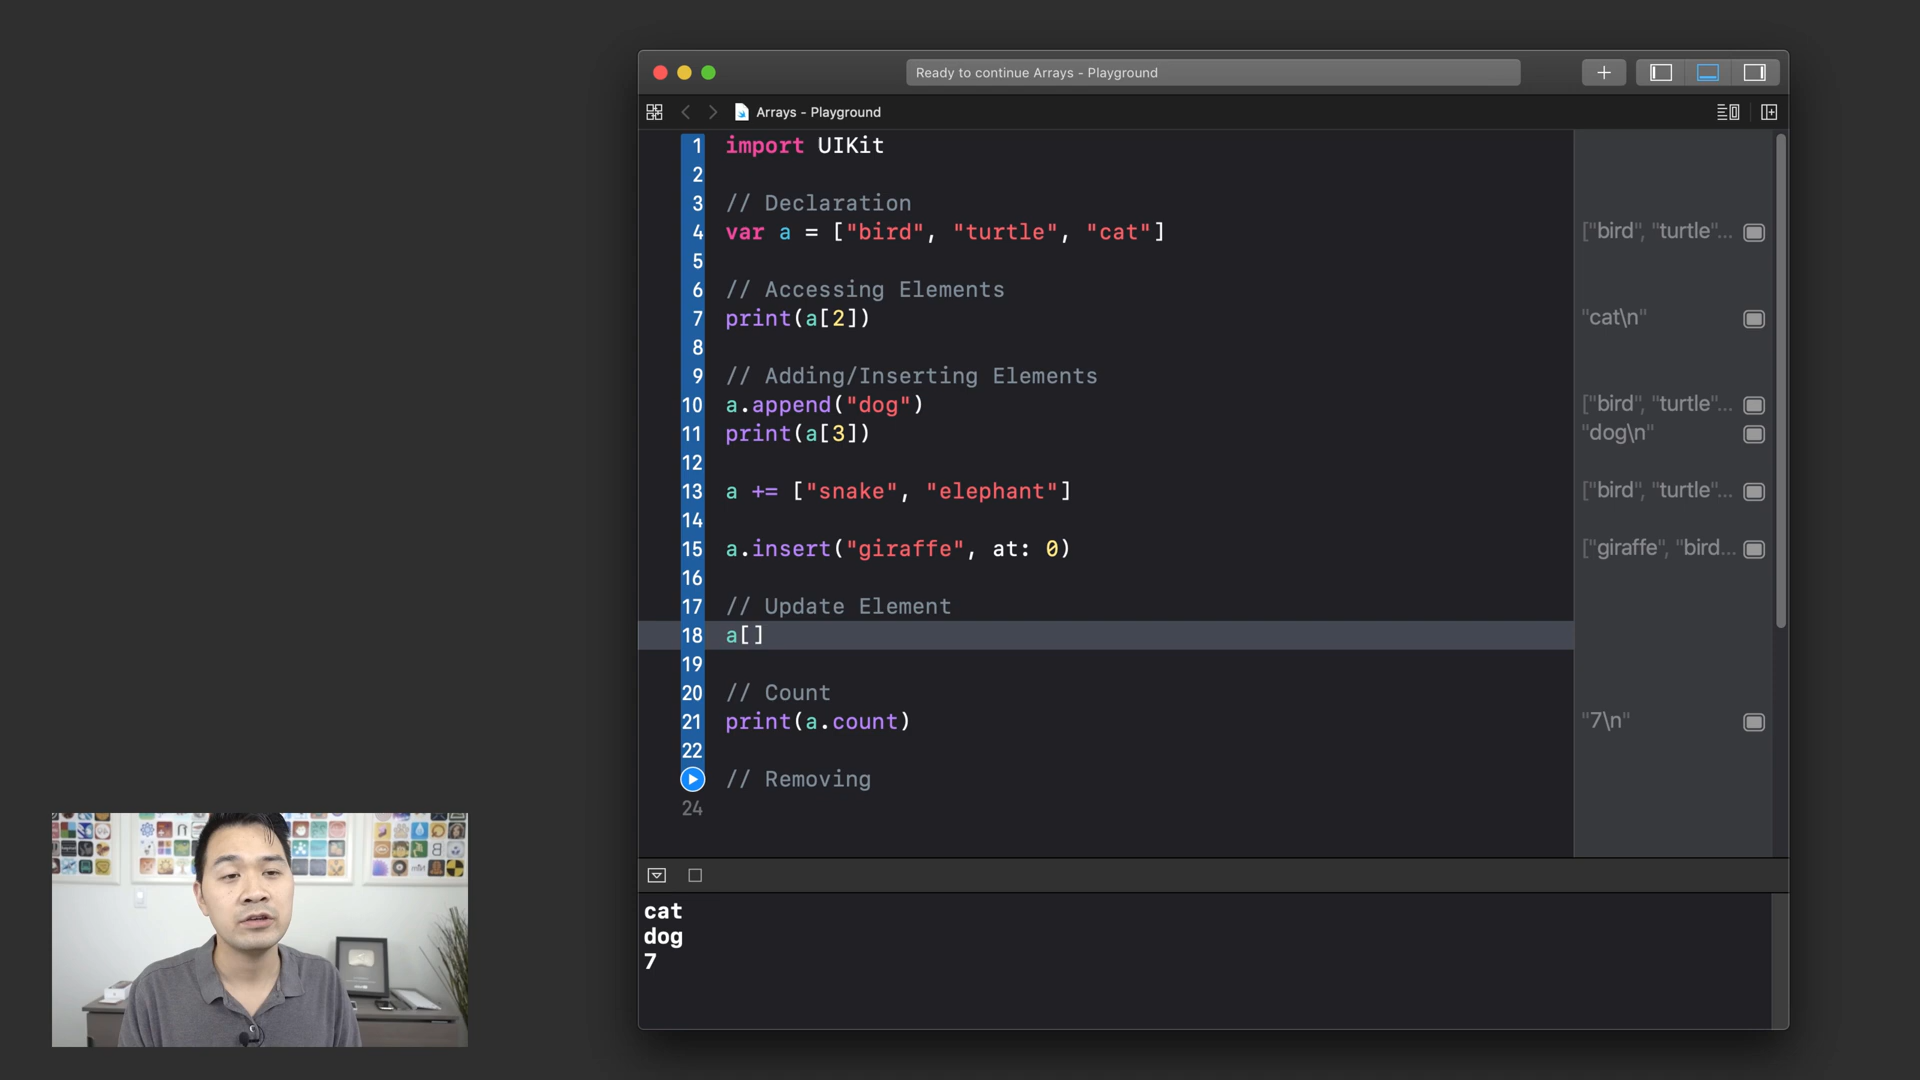 Ready to continue Arrays - Playground
Arrays - Playground
1 import UIKit
2
3 // Declaration
4 var a = ["bird", "turtle", "cat"] ["bird", "turtle"...
5
6 // Accessing Elements
7 print(a[2]) "cat\n"
8
9 // Adding/Inserting Elements
10 a.append("dog") ["bird", "turtle"...
11 print(a[3]) "dog\n"
12
13 a += ["snake", "elephant"] ["bird", "turtle"...
14
15 a.insert("giraffe", at: 0) ["giraffe", "bird...
16
17 // Update Element
18 a[]
19
20 // Count
21 print(a.count) "7\n"
22
// Removing
24
cat
dog
7